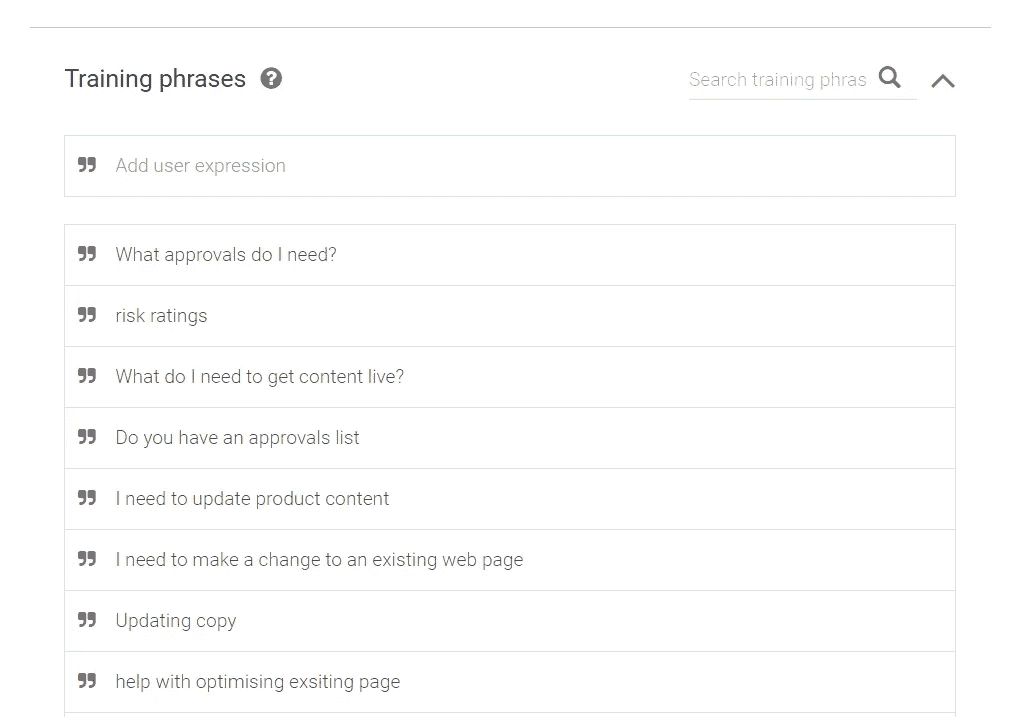 Training phrases
Search training phras
Add user expression
What approvals do I need?
risk ratings
What do I need to get content live?
Do you have an approvals list
I need to update product content
I need to make a change to an existing web page
Updating copy
help with optimising exsiting page